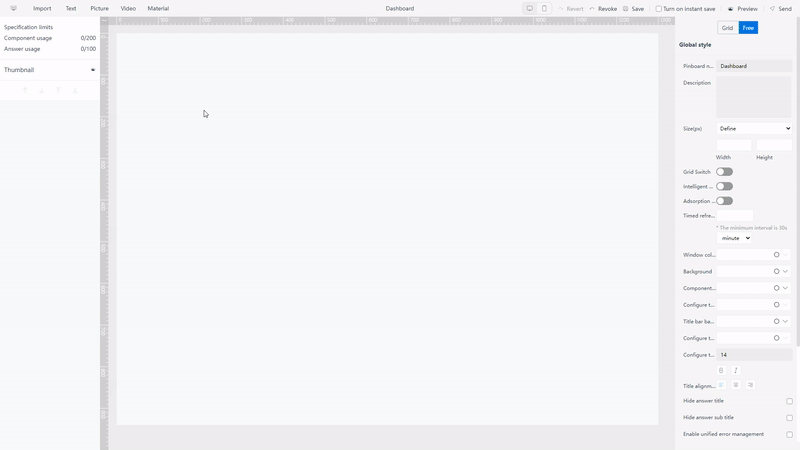 Import Text Picture Video Material Dashboard Revert Revoke Save Turn on instant save Preview Send
Specification limits
Component usage 0/200
Answer usage 0/100
Thumbnail
Grid Free
Global style
Pinboard n... Dashboard
Description
Size(px) Define
Width Height
Grid Switch
Intelligent ...
Adsorption ...
Timed refre...
* The minimum interval is 30s
minute
Window col...
Background
Component...
Configure t...
Title bar ba...
Configure t...
Configure t... 14
B I
Title alignm...
Hide answer title
Hide answer sub title
Enable unified error management